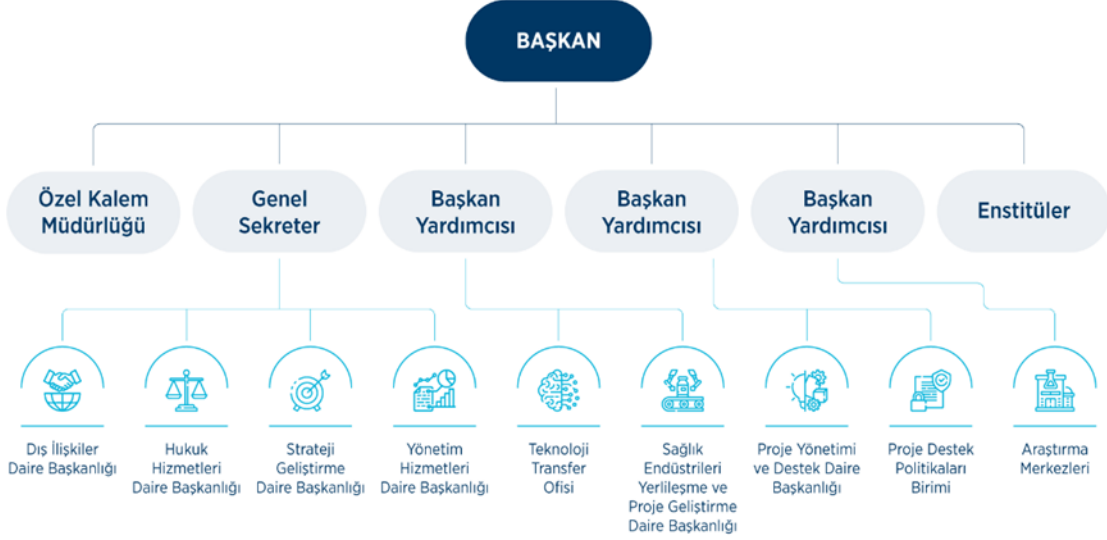 BAŞKAN
Özel Kalem
Müdürlüğü
Genel
Sekreter
Başkan
Yardımcısı
Başkan
Yardımcısı
Başkan
Yardımcısı
Enstitüler
Dış İlişkiler
Daire Başkanlığı
Hukuk
Hizmetleri
Daire Başkanlığı
Strateji
Geliştirme
Daire Başkanlığı
Yönetim
Hizmetleri
Daire Başkanlığı
Teknoloji
Transfer
Ofisi
Sağlık
Endüstrileri
Yerlileşme ve
Proje Geliştirme
Daire Başkanlığı
Proje Yönetimi
ve Destek Daire
Başkanlığı
Proje Destek
Politikaları
Birimi
Araştırma
Merkezleri